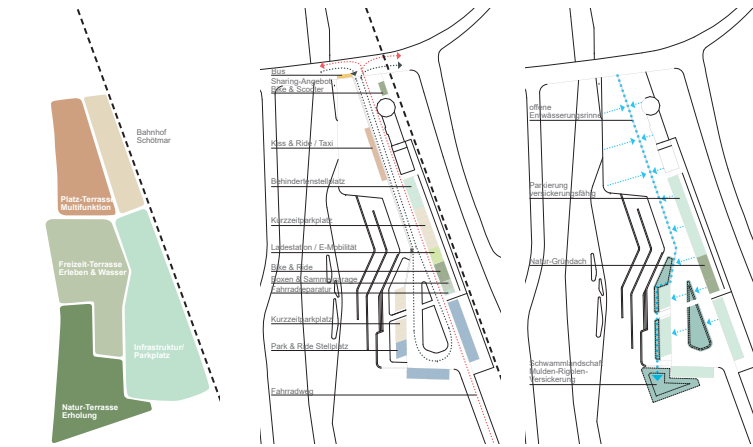 Bahnhof
Schötmar
Platz-Terrasse
Multifunktion
Freizeit-Terrasse
Erleben & Wasser
Infrastruktur/
Parkplatz
Natur-Terrasse
Erholung
Bus
Sharing-Angebot
Bike & Scooter
Kiss & Ride / Taxi
Behindertenstellplatz
Kurzzeitparkplatz
Ladestation / E-Mobilität
Bike & Ride
Boxen & Sammelgarage
Fahrradreparatur
Kurzzeitparkplatz
Park & Ride Stellplatz
Fahrradweg
offene
Entwässerungsrinne
Parkierung
versickerungsfähig
Natur-Gründach
Schwammlandschaft
Mulden-Rigolen-
Versickerung